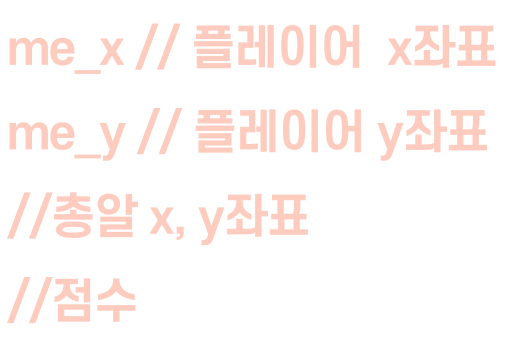 me_x // 플레이어  x좌표
me_y // 플레이어 y좌표
//총알 x, y좌표
//점수